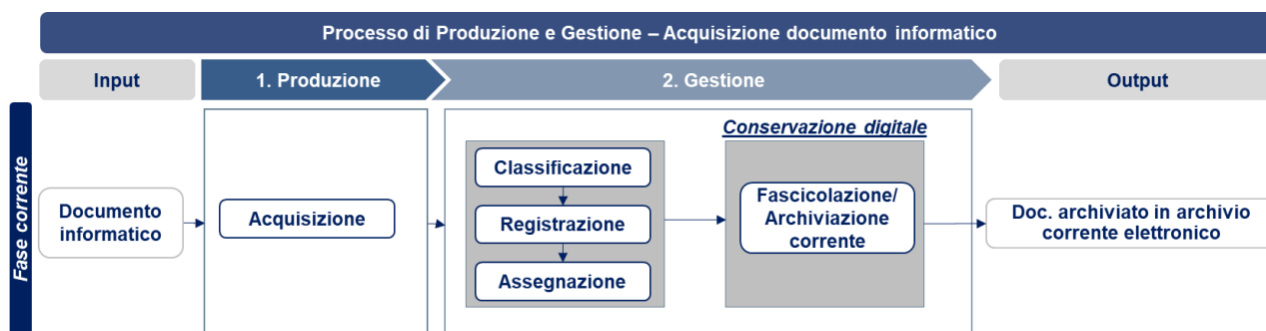 Processo di Produzione e Gestione – Acquisizione documento informatico
Input
1. Produzione
2. Gestione
Output
Fase corrente
Documento
informatico
Acquisizione
Classificazione
Registrazione
Assegnazione
Conservazione digitale
Fascicolazione/
Archiviazione
corrente
Doc. archiviato in archivio
corrente elettronico